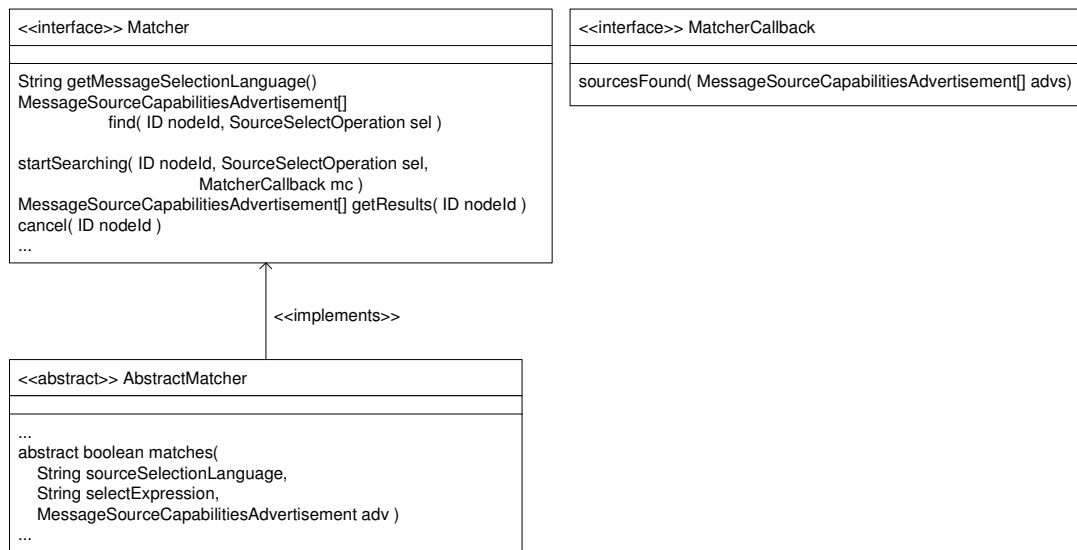 <<interface>> Matcher
String getMessageSelectionLanguage()
MessageSourceCapabilitiesAdvertisement[]
find( ID nodeId, SourceSelectOperation sel )
startSearching( ID nodeId, SourceSelectOperation sel,
MatcherCallback mc )
MessageSourceCapabilitiesAdvertisement[] getResults( ID nodeId )
cancel( ID nodeId )
...
<<interface>> MatcherCallback
sourcesFound( MessageSourceCapabilitiesAdvertisement[] advs)
<<implements>>
<<abstract>> AbstractMatcher
...
abstract boolean matches(
String sourceSelectionLanguage,
String selectExpression,
MessageSourceCapabilitiesAdvertisement adv )
...